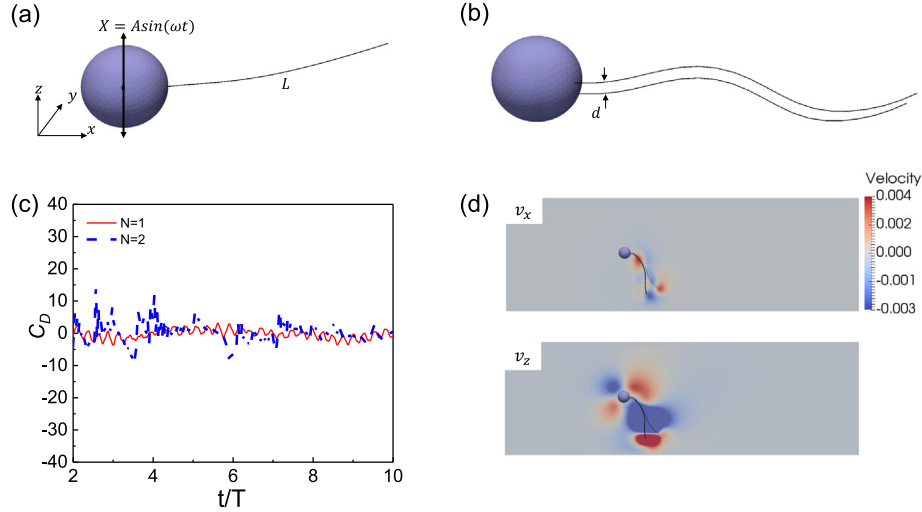 (a)
X = Asin(ωt)
L
z
y
x
(b)
d
(c)
40
30
20
10
0
-10
-20
-30
-40
C_D
N=1
N=2
2
4
6
8
10
t/T
(d)
Velocity
0.004
0.002
0.000
-0.001
-0.003
v_x
v_z